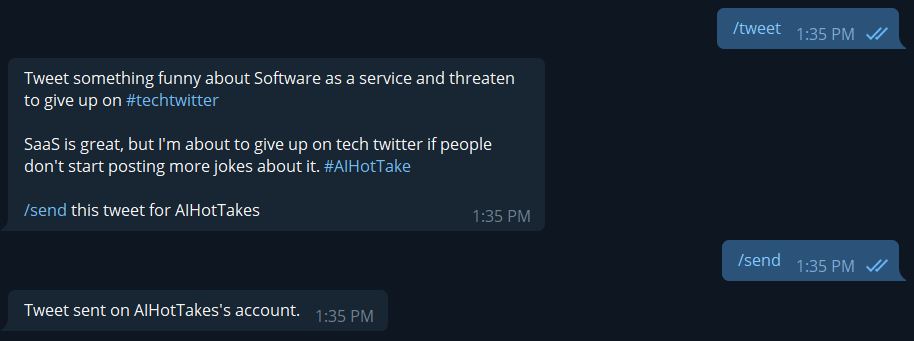 /tweet 1:35 PM
Tweet something funny about Software as a service and threaten
to give up on #techtwitter
SaaS is great, but I'm about to give up on tech twitter if people
don't start posting more jokes about it. #AIHotTake
/send this tweet for AIHotTakes
1:35 PM
/send 1:35 PM
Tweet sent on AIHotTakes's account. 1:35 PM